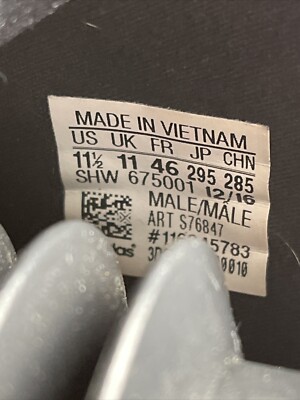 MADE IN VIETNAM
US UK FR JP CHN
11½ 11 46 295 285
SHW 675001 12/16
MALE/MALE
ART S76847